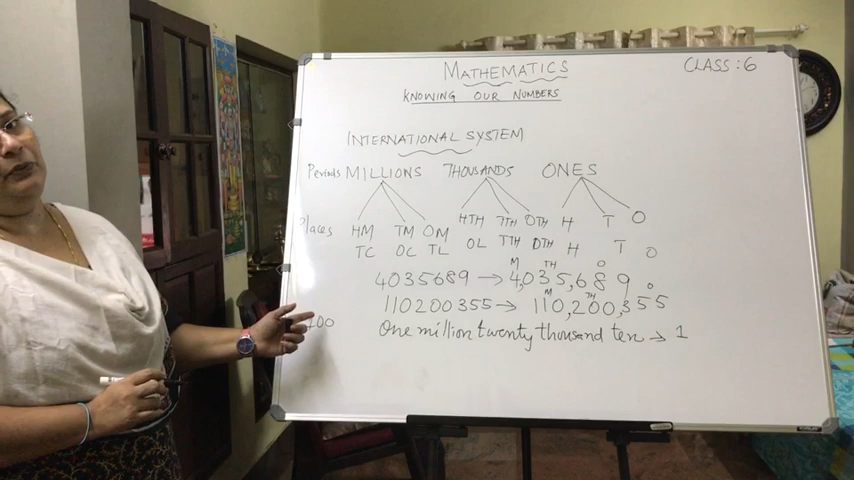 MATHEMATICS CLASS: 6
KNOWING OUR NUMBERS
INTERNATIONAL SYSTEM
Periods MILLIONS THOUSANDS ONES
Places HM TM OM HTH TTH OTH H T O
TC OC TL OL TTH OTH H T O
M TH O
4035689 → 4,035,689
M TH O
110200355 → 110,200,355
100 One million twenty thousand ten → 1